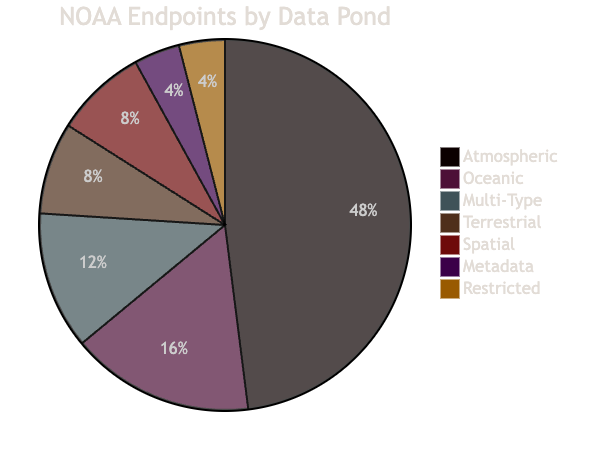 NOAA Endpoints by Data Pond
4%
4%
8%
8%
48%
12%
16%
Atmospheric
Oceanic
Multi-Type
Terrestrial
Spatial
Metadata
Restricted